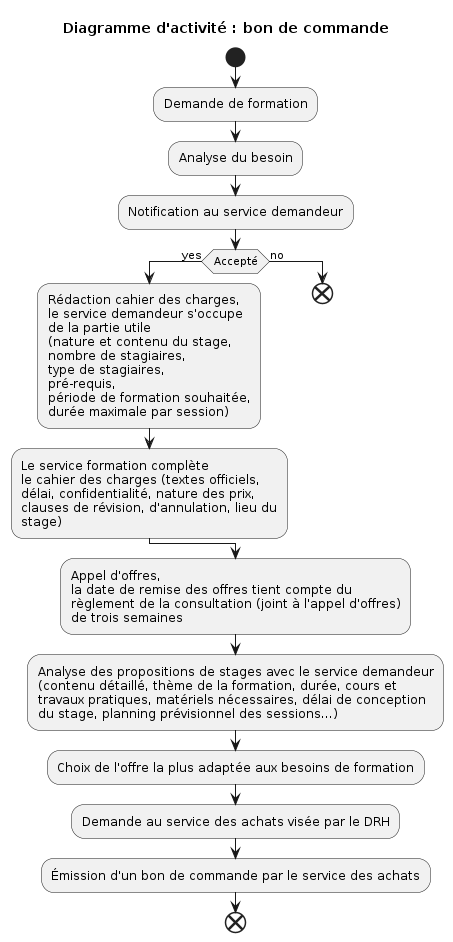 Diagramme d'activité : bon de commande
Demande de formation
Analyse du besoin
Notification au service demandeur
yes
Accepté
no
Rédaction cahier des charges,
le service demandeur s'occupe
de la partie utile
(nature et contenu du stage,
nombre de stagiaires,
type de stagiaires,
pré-requis,
période de formation souhaitée,
durée maximale par session)
Le service formation complète
le cahier des charges (textes officiels,
délai, confidentialité, nature des prix,
clauses de révision, d'annulation, lieu du
stage)
Appel d'offres,
la date de remise des offres tient compte du
règlement de la consultation (joint à l'appel d'offres)
de trois semaines
Analyse des propositions de stages avec le service demandeur
(contenu détaillé, thème de la formation, durée, cours et
travaux pratiques, matériels nécessaires, délai de conception
du stage, planning prévisionnel des sessions...)
Choix de l'offre la plus adaptée aux besoins de formation
Demande au service des achats visée par le DRH
Émission d'un bon de commande par le service des achats